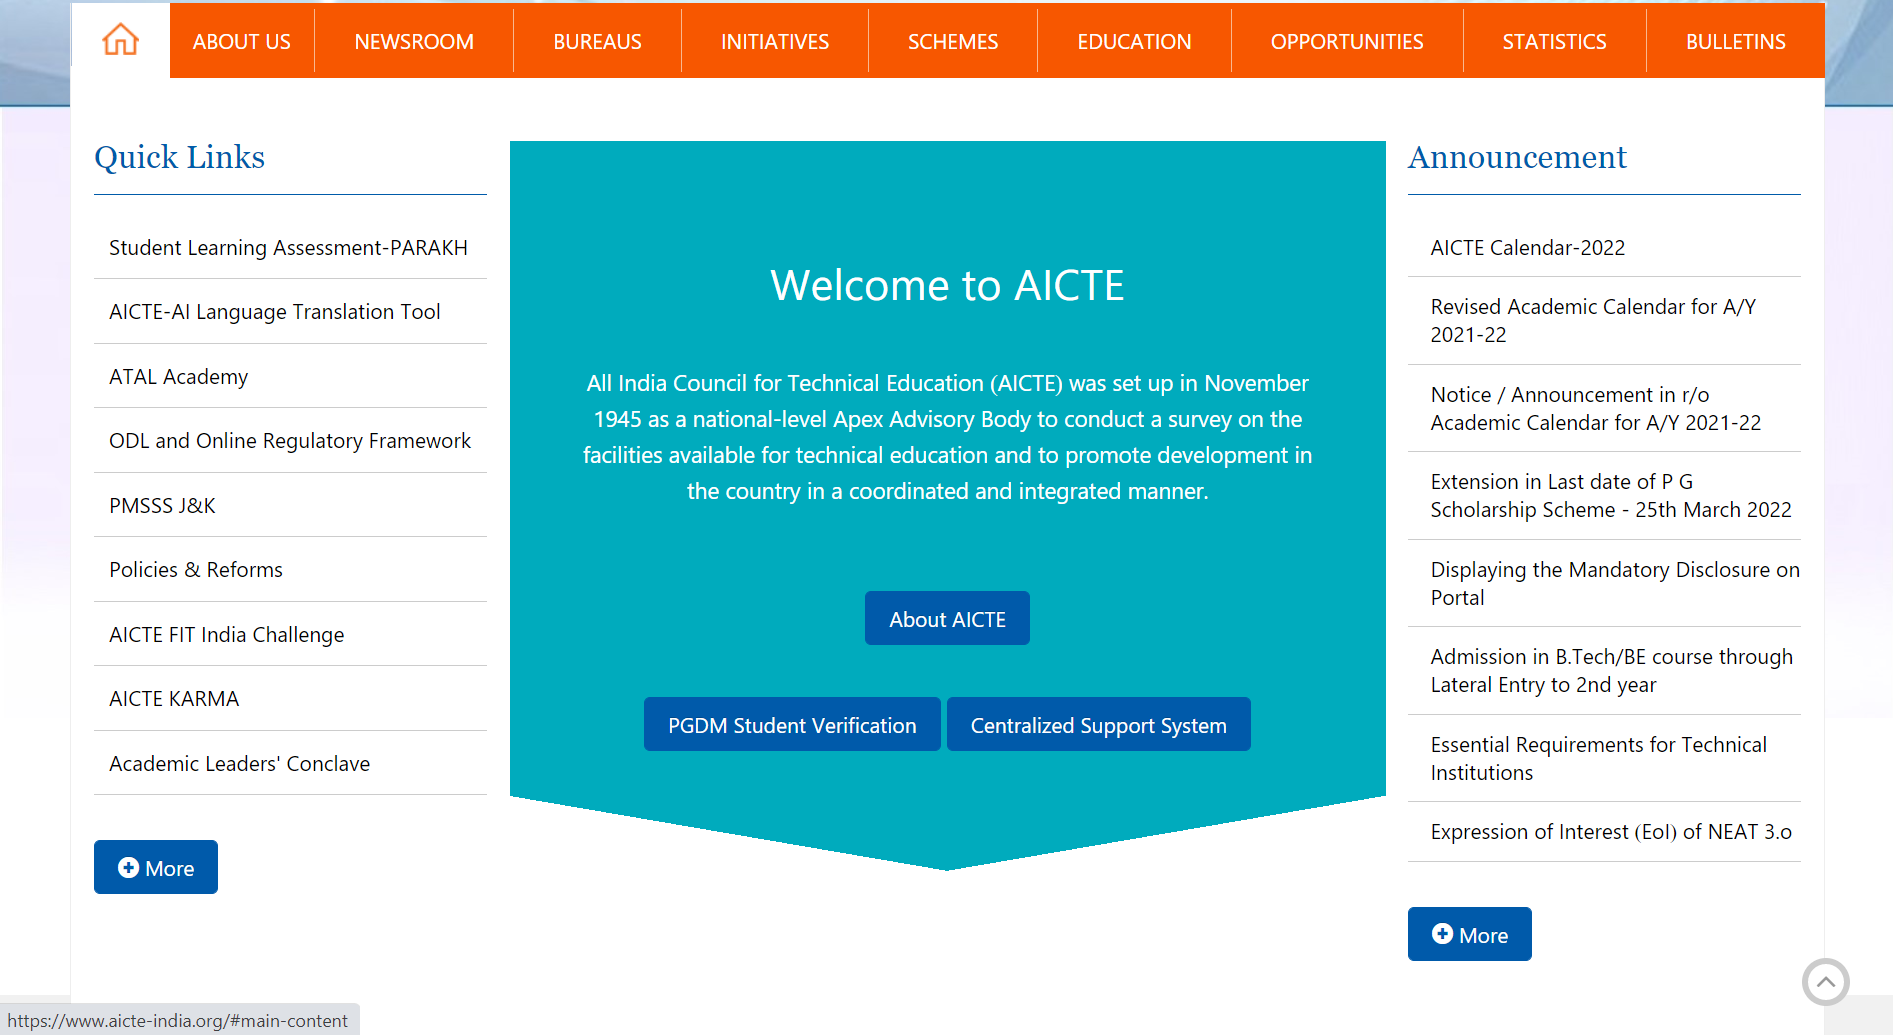 ABOUT US
NEWSROOM
BUREAUS
INITIATIVES
SCHEMES
EDUCATION
OPPORTUNITIES
STATISTICS
BULLETINS
Quick Links
Student Learning Assessment-PARAKH
AICTE-AI Language Translation Tool
ATAL Academy
ODL and Online Regulatory Framework
PMSSS J&K
Policies & Reforms
AICTE FIT India Challenge
AICTE KARMA
Academic Leaders' Conclave
More
Welcome to AICTE
All India Council for Technical Education (AICTE) was set up in November
1945 as a national-level Apex Advisory Body to conduct a survey on the
facilities available for technical education and to promote development in
the country in a coordinated and integrated manner.
About AICTE
PGDM Student Verification
Centralized Support System
Announcement
AICTE Calendar-2022
Revised Academic Calendar for A/Y
2021-22
Notice / Announcement in r/o
Academic Calendar for A/Y 2021-22
Extension in Last date of P G
Scholarship Scheme - 25th March 2022
Displaying the Mandatory Disclosure on
Portal
Admission in B.Tech/BE course through
Lateral Entry to 2nd year
Essential Requirements for Technical
Institutions
Expression of Interest (EoI) of NEAT 3.o
More
https://www.aicte-india.org/#main-content